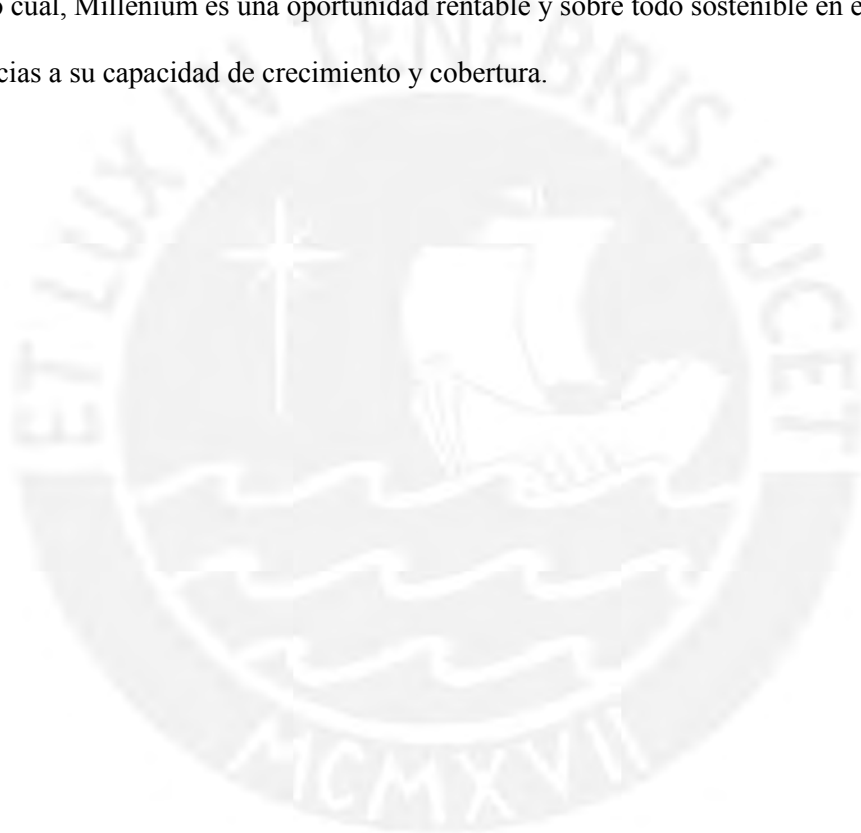 o cual, Millenium es una oportunidad rentable y sobre todo sostenible en e
cias a su capacidad de crecimiento y cobertura.
ET LUX IN TENEBRIS LUCET
MCMXVII